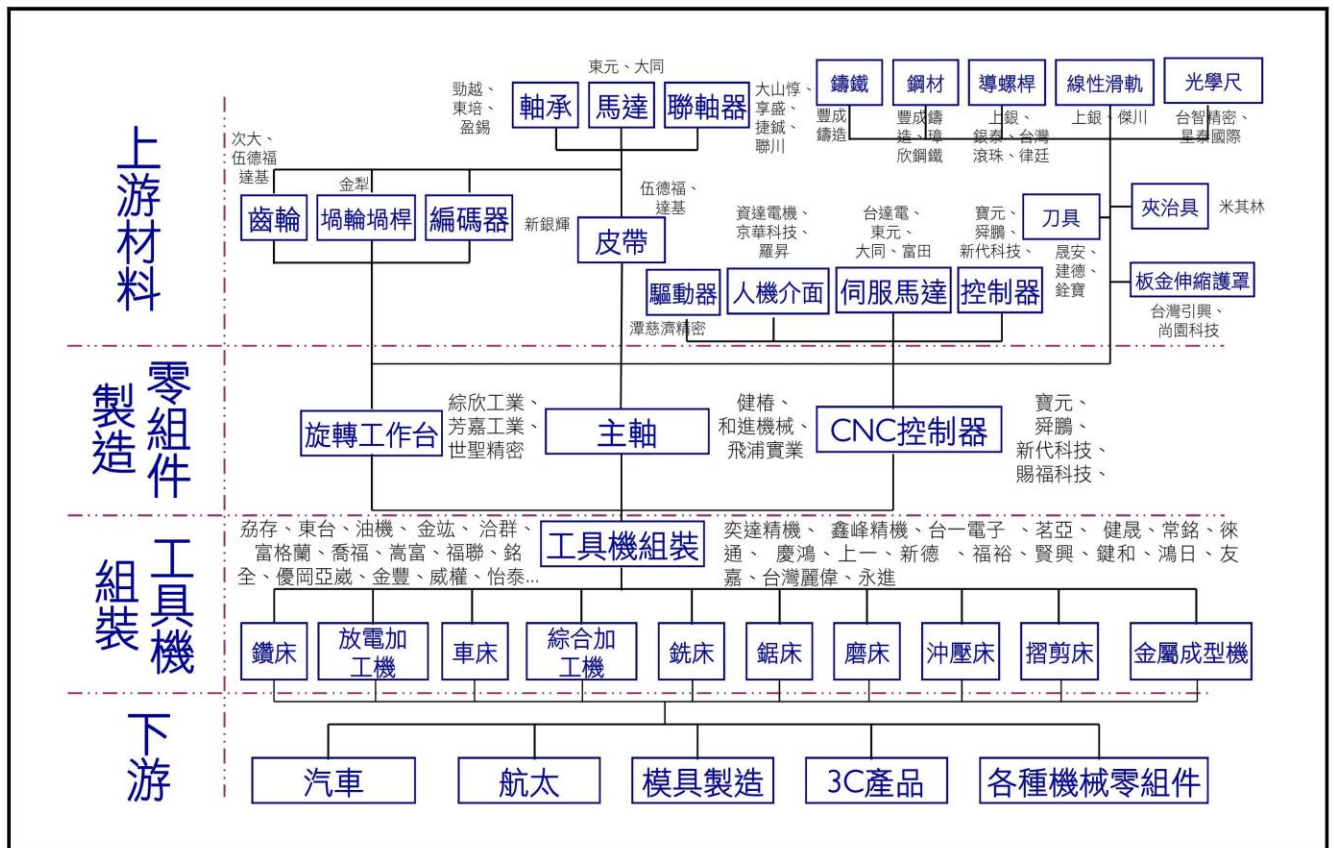 上游材料
東元、大同
勁越、
東培、
盈錫
軸承
馬達
聯軸器
大山惇、
享盛、
捷鋮、
聯川
鑄鐵
鋼材
導螺桿
線性滑軌
光學尺
豐成
鑄造
豐成鑄
造、璋
欣鋼鐵
上銀、
銀泰、台灣
滾珠、律廷
上銀、傑川
台智精密、
星泰國際
次大、
伍德福
達基
金犁
齒輪
堝輪堝桿
編碼器
新銀輝
伍德福、
達基
皮帶
資達電機、
京華科技、
羅昇
台達電、
東元、
大同、富田
寶元、
舜鵬、
新代科技、
刀具
晟安、
建德、
銓寶
夾治具
米其林
驅動器
人機介面
伺服馬達
控制器
潭慈濟精密
板金伸縮護罩
台灣引興、
尚園科技
零組件
製造
旋轉工作台
綜欣工業、
芳嘉工業、
世聖精密
主軸
健椿、
和進機械、
飛浦實業
CNC控制器
寶元、
舜鵬、
新代科技、
賜福科技、
工具機
組裝
劦存、東台、油機、金竑、洽群、
富格蘭、喬福、嵩富、福聯、銘
全、優岡亞崴、金豐、威權、怡泰...
工具機組裝
奕達精機、鑫峰精機、台一電子、茗亞、健晟、常銘、徠
通、慶鴻、上一、新德、福裕、賢興、鍵和、鴻日、友
嘉、台灣麗偉、永進
鑽床
放電加
工機
車床
綜合加
工機
銑床
鋸床
磨床
沖壓床
摺剪床
金屬成型機
下游
汽車
航太
模具製造
3C產品
各種機械零組件